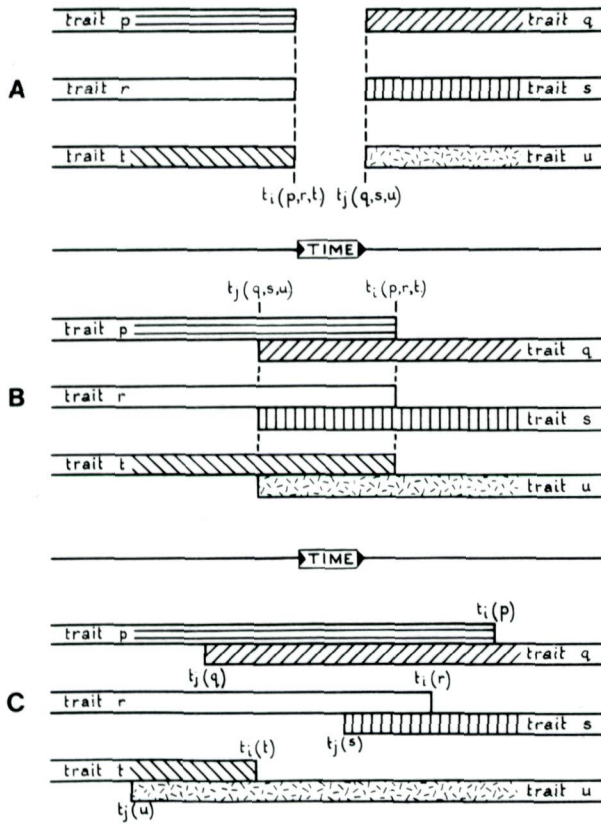 trait p trait q
A trait r trait s
trait t trait u
ti(p,r,t) tj(q,s,u)
TIME
tj(q,s,u) ti(p,r,t)
trait p
trait q
B trait r
trait s
trait t
trait u
TIME
ti(p)
trait p
trait q
tj(q) ti(r)
C trait r
trait s
tj(s)
ti(t)
trait t
trait u
tj(u)